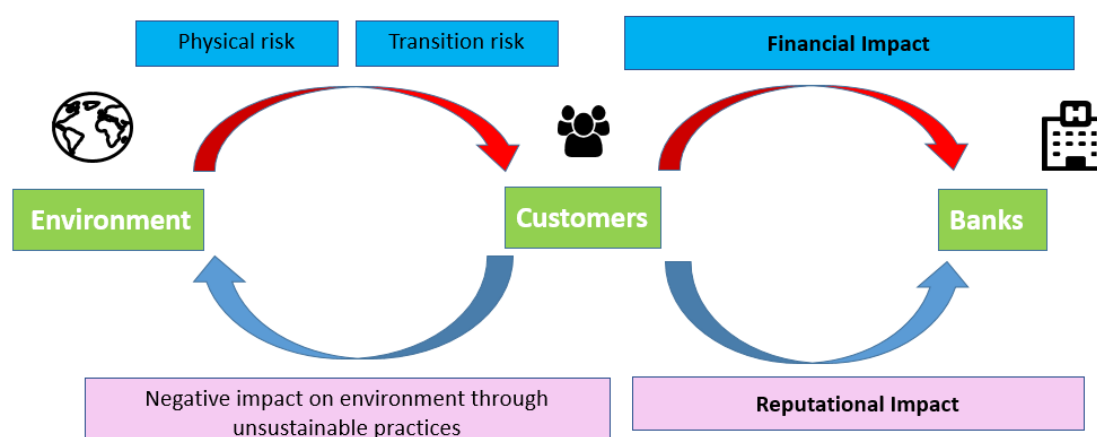 Physical risk
Transition risk
Financial Impact
H
Environment
Customers
Banks
Negative impact on environment through
unsustainable practices
Reputational Impact